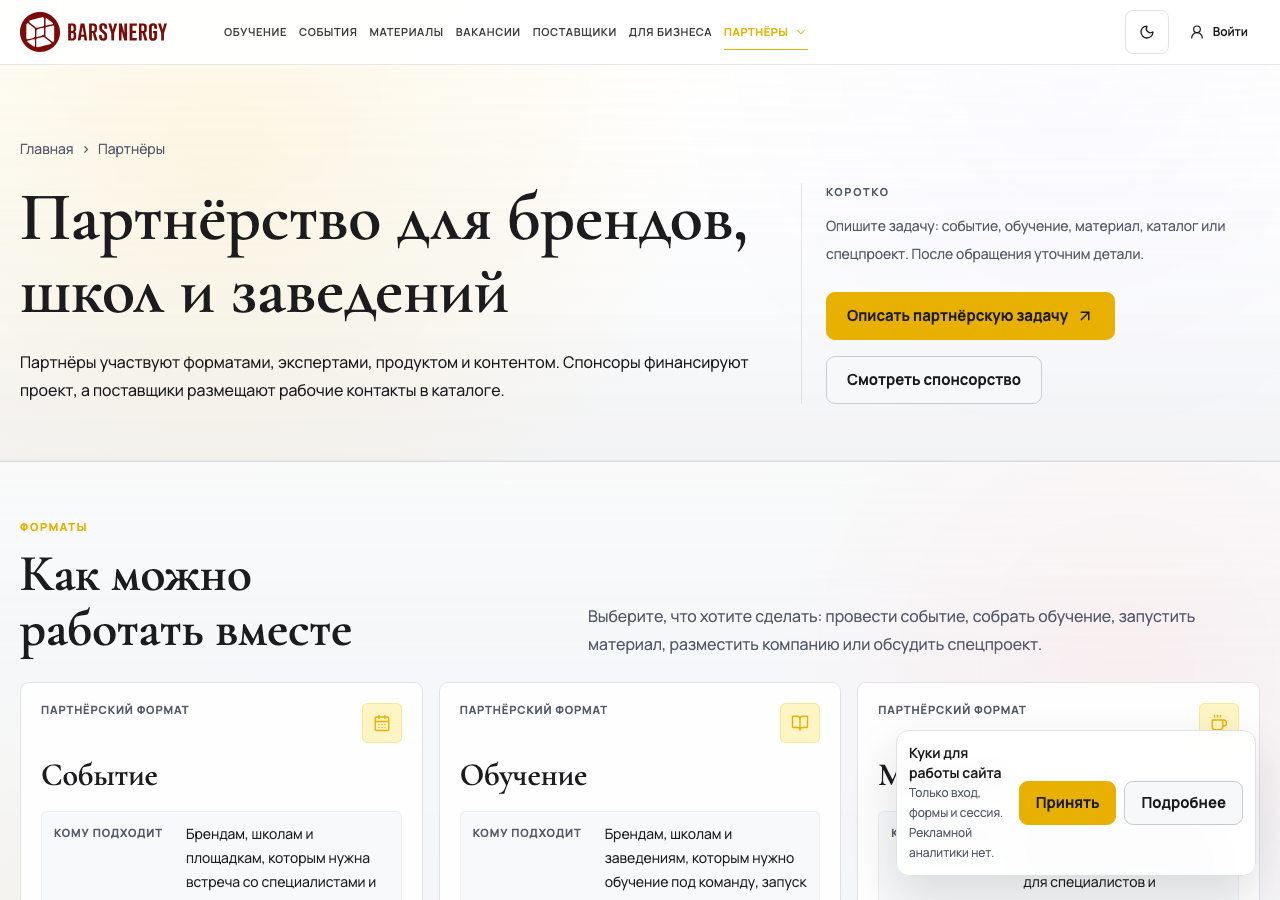 BARSYNERGY
ОБУЧЕНИЕ СОБЫТИЯ МАТЕРИАЛЫ ВАКАНСИИ ПОСТАВЩИКИ ДЛЯ БИЗНЕСА ПАРТНЁРЫ
Войти
Главная › Партнёры
Партнёрство для брендов,
школ и заведений
Партнёры участвуют форматами, экспертами, продуктом и контентом. Спонсоры финансируют
проект, а поставщики размещают рабочие контакты в каталоге.
КОРОТКО
Опишите задачу: событие, обучение, материал, каталог или
спецпроект. После обращения уточним детали.
Описать партнёрскую задачу
Смотреть спонсорство
ФОРМАТЫ
Как можно
работать вместе
Выберите, что хотите сделать: провести событие, собрать обучение, запустить
материал, разместить компанию или обсудить спецпроект.
ПАРТНЁРСКИЙ ФОРМАТ
Событие
КОМУ ПОДХОДИТ
Брендам, школам и
площадкам, которым нужна
встреча со специалистами и
ПАРТНЁРСКИЙ ФОРМАТ
Обучение
КОМУ ПОДХОДИТ
Брендам, школам и
заведениям, которым нужно
обучение под команду, запуск
ПАРТНЁРСКИЙ ФОРМАТ
для специалистов и
Куки для
работы сайта
Только вход,
формы и сессия.
Рекламной
аналитики нет.
Принять
Подробнее